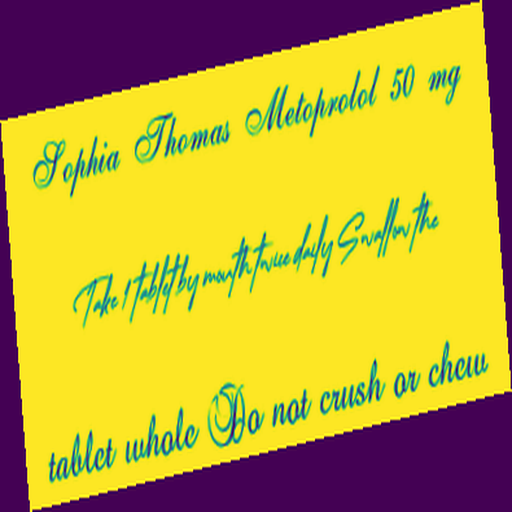 Sophia Thomas Metoprolol 50 mg
Take 1 tablet by mouth twice daily Swallow the
tablet whole Do not crush or chew